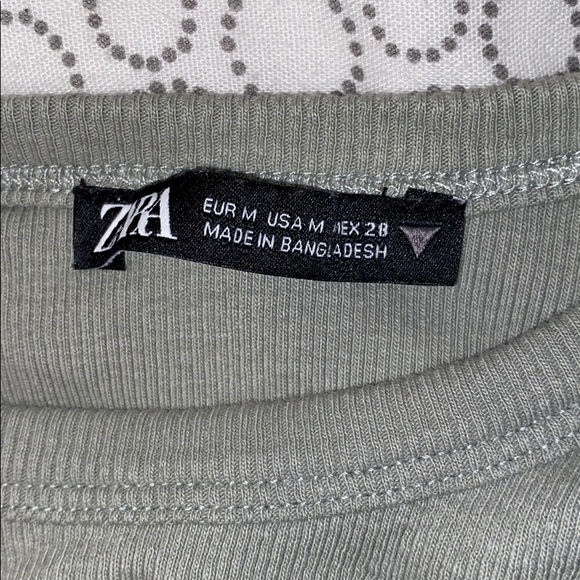 ZARA
EUR M USA M MEX 28
MADE IN BANGLADESH